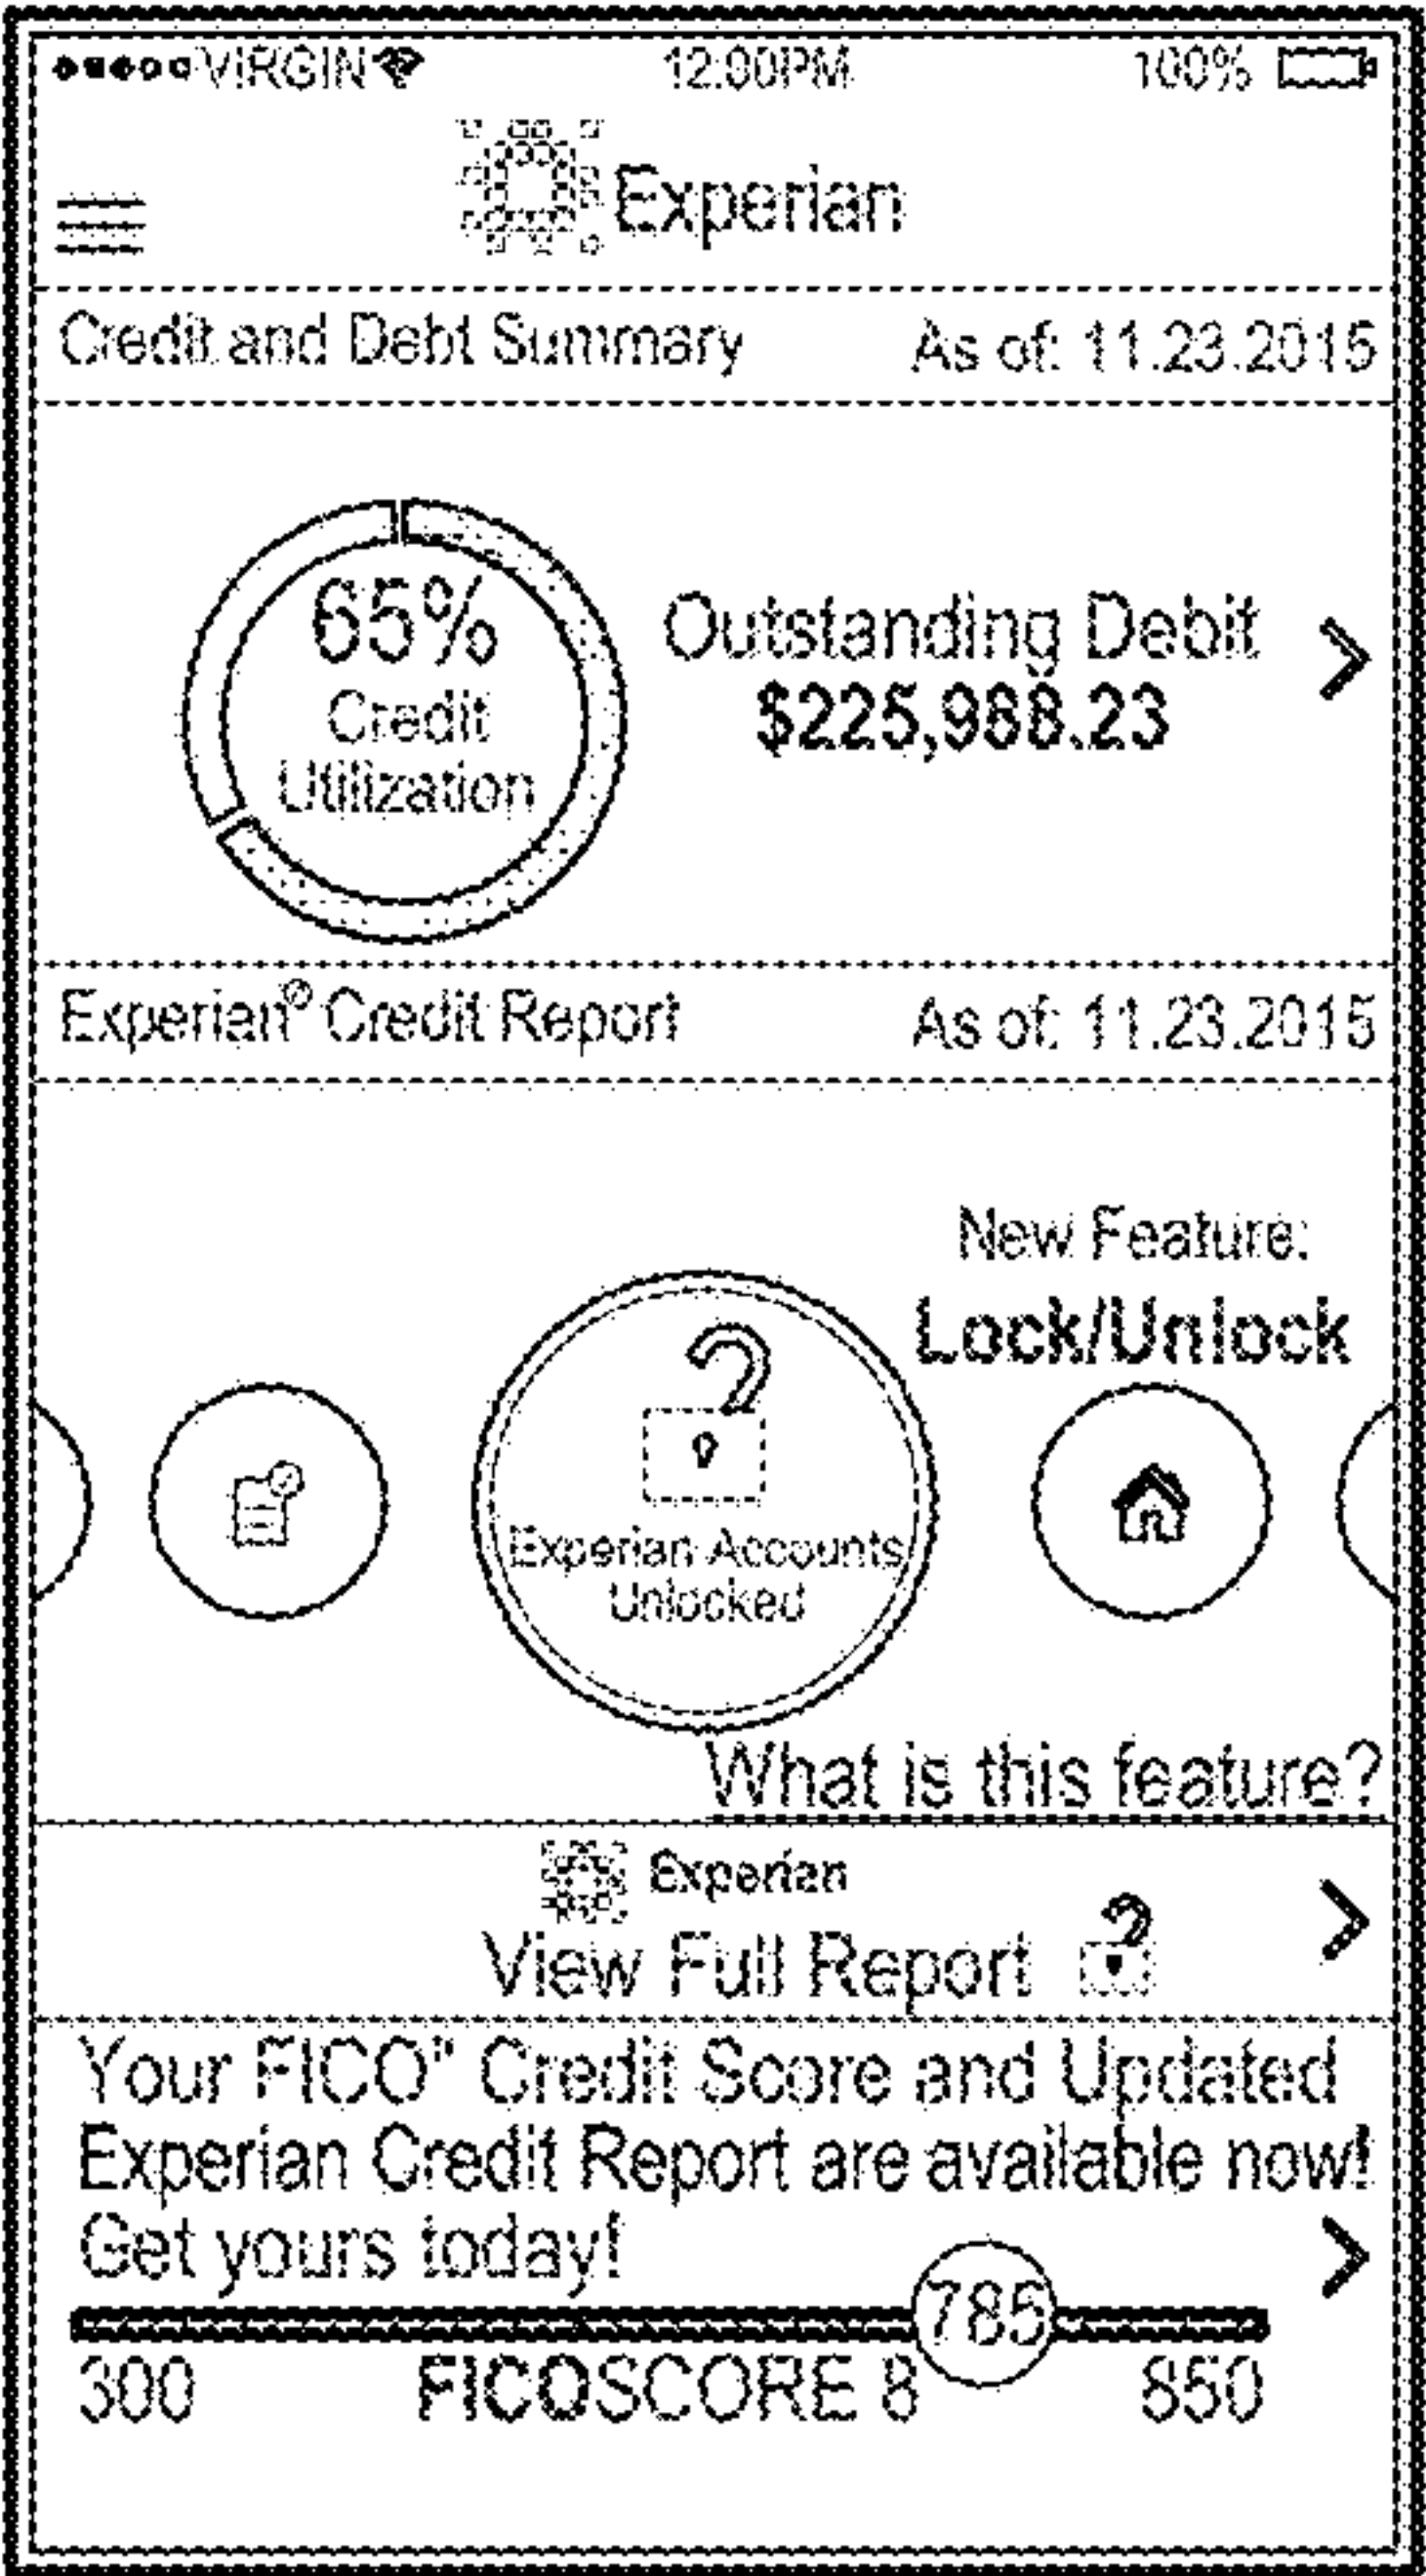 VIRGIN 12:00PM 100%
Experian
Credit and Debt Summary As of: 11.23.2015
65%
Credit
Utilization
Outstanding Debit
$225,988.23
Experian® Credit Report As of: 11.23.2015
New Feature:
Lock/Unlock
Experian Accounts
Unlocked
What is this feature?
Experian
View Full Report
Your FICO" Credit Score and Updated
Experian Credit Report are available now!
Get yours today!
785
300 FICOSCORE 8 850